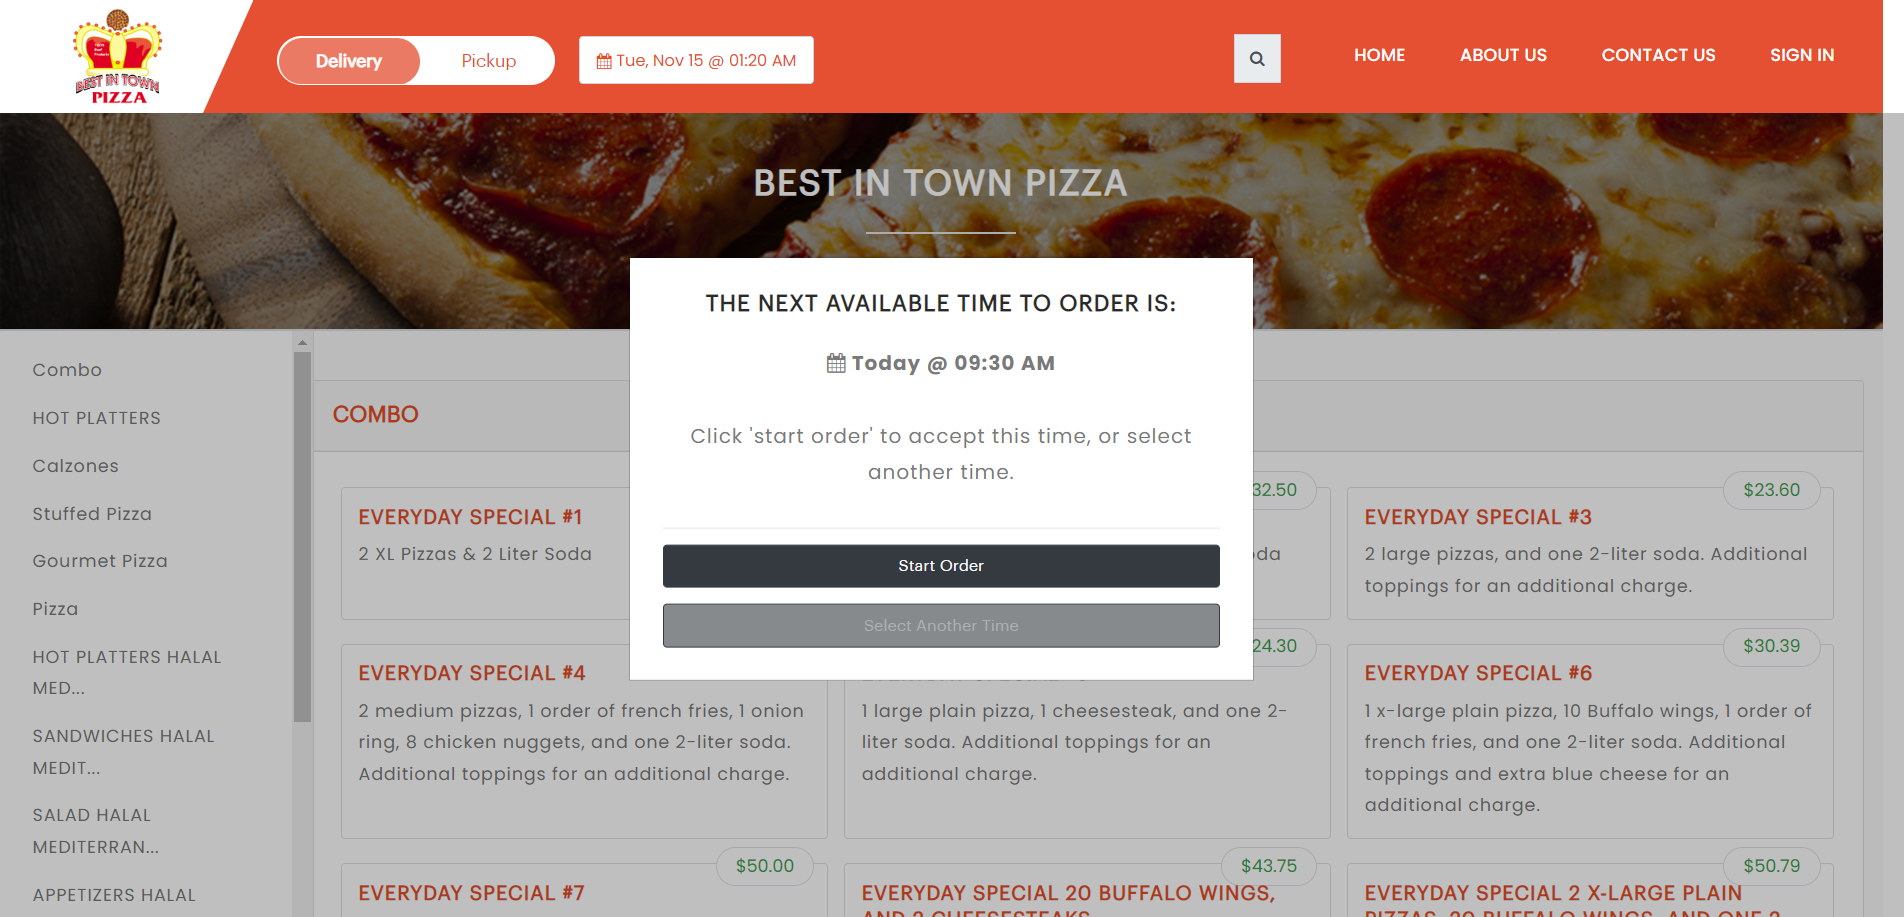 BEST IN TOWN
PIZZA
Delivery
Pickup
Tue, Nov 15 @ 01:20 AM
HOME
ABOUT US
CONTACT US
SIGN IN
BEST IN TOWN PIZZA
THE NEXT AVAILABLE TIME TO ORDER IS:
Today @ 09:30 AM
Click 'start order' to accept this time, or select
another time.
Start Order
Select Another Time
Combo
HOT PLATTERS
Calzones
Stuffed Pizza
Gourmet Pizza
Pizza
HOT PLATTERS HALAL
MED...
SANDWICHES HALAL
MEDIT...
SALAD HALAL
MEDITERRAN...
APPETIZERS HALAL
COMBO
EVERYDAY SPECIAL #1
2 XL Pizzas & 2 Liter Soda
32.50
$23.60
EVERYDAY SPECIAL #3
2 large pizzas, and one 2-liter soda. Additional
toppings for an additional charge.
EVERYDAY SPECIAL #4
2 medium pizzas, 1 order of french fries, 1 onion
ring, 8 chicken nuggets, and one 2-liter soda.
Additional toppings for an additional charge.
24.30
1 large plain pizza, 1 cheesesteak, and one 2-
liter soda. Additional toppings for an
additional charge.
$30.39
EVERYDAY SPECIAL #6
1 x-large plain pizza, 10 Buffalo wings, 1 order of
french fries, and one 2-liter soda. Additional
toppings and extra blue cheese for an
additional charge.
$50.00
EVERYDAY SPECIAL #7
$43.75
EVERYDAY SPECIAL 20 BUFFALO WINGS,
AND 2 CHEESESTEAKS
$50.79
EVERYDAY SPECIAL 2 X-LARGE PLAIN
PIZZAS, 20 BUFFALO WINGS, AND ONE 2